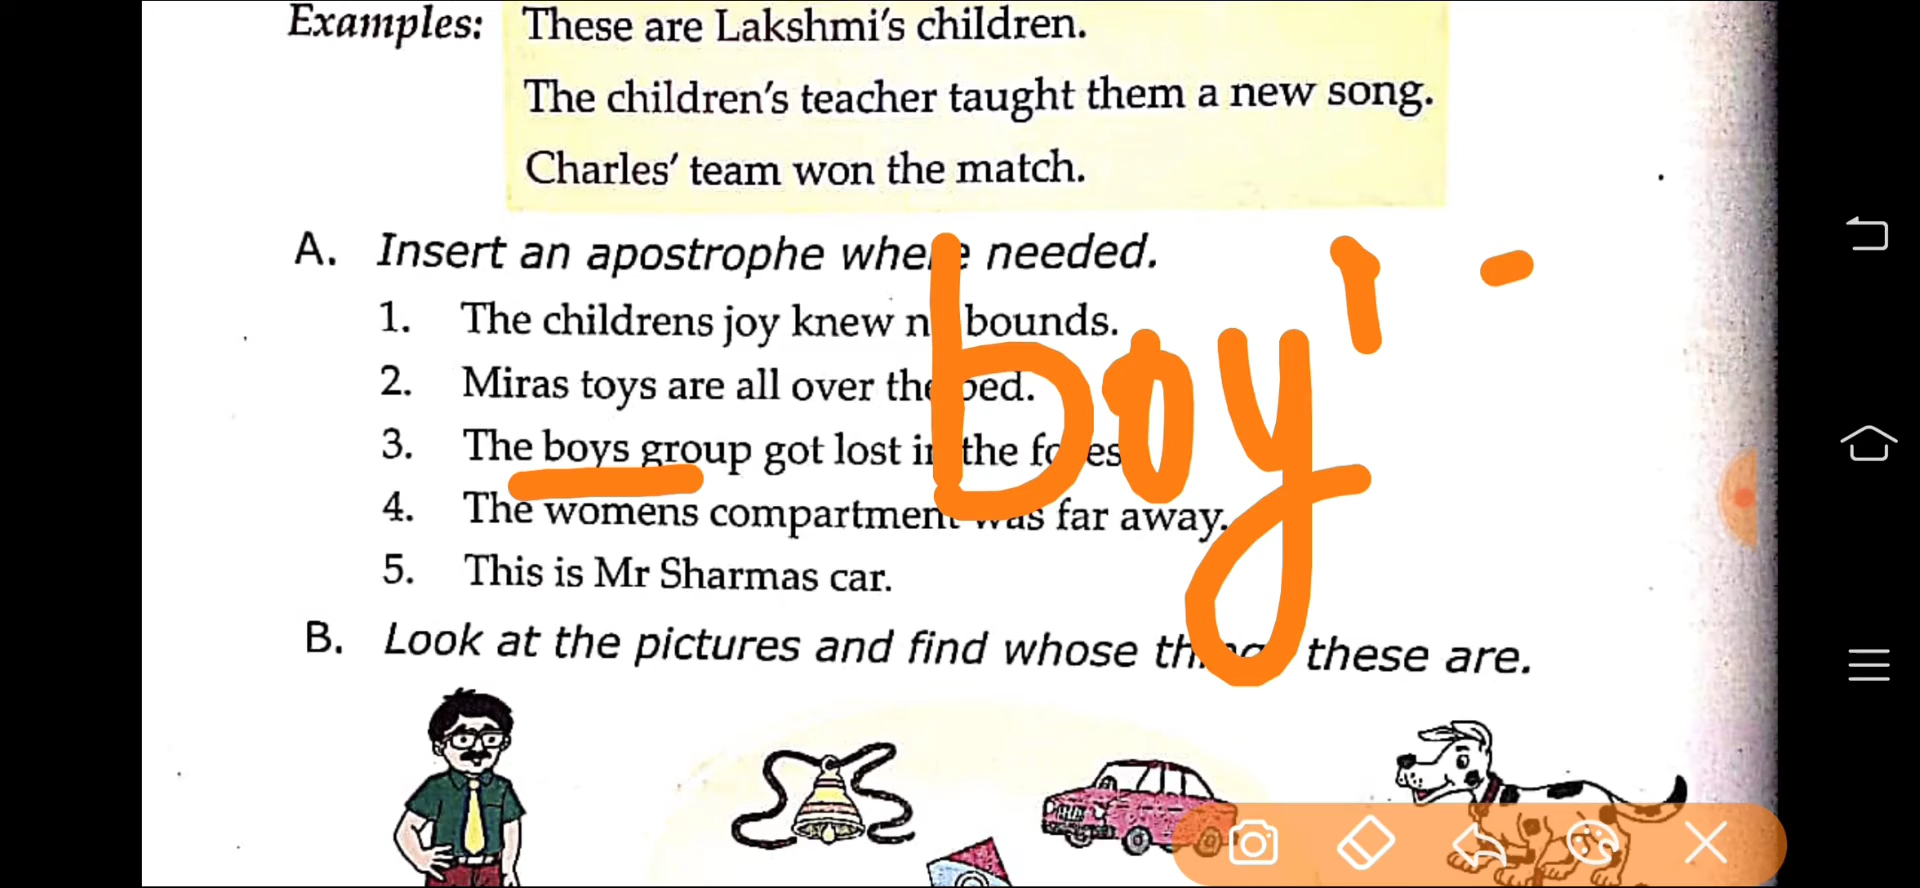 Examples: These are Lakshmi's children.
The children's teacher taught them a new song.
Charles' team won the match.
A. Insert an apostrophe where needed.
1. The childrens joy knew no bounds.
2. Miras toys are all over the bed.
3. The boys group got lost in the
4. The womens compartment was far away.
5. This is Mr Sharmas car.
B. Look at the pictures and find whose things these are.
boy'